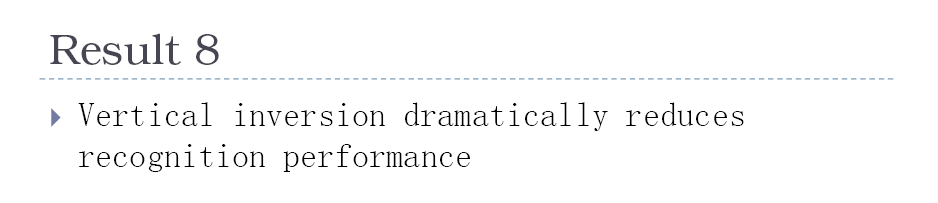 Result 8
Vertical inversion dramatically reduces
recognition performance